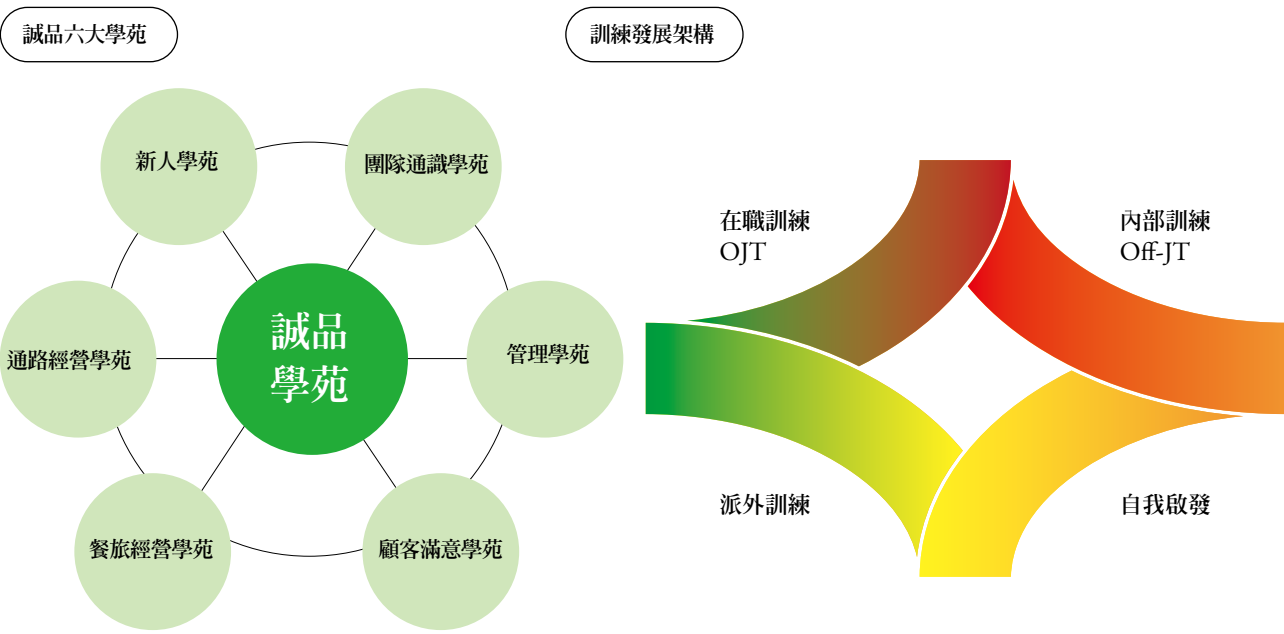 誠品六大學苑
新人學苑
團隊通識學苑
通路經營學苑
誠品
學苑
管理學苑
餐旅經營學苑
顧客滿意學苑
訓練發展架構
在職訓練
OJT
內部訓練
Off-JT
派外訓練
自我啟發